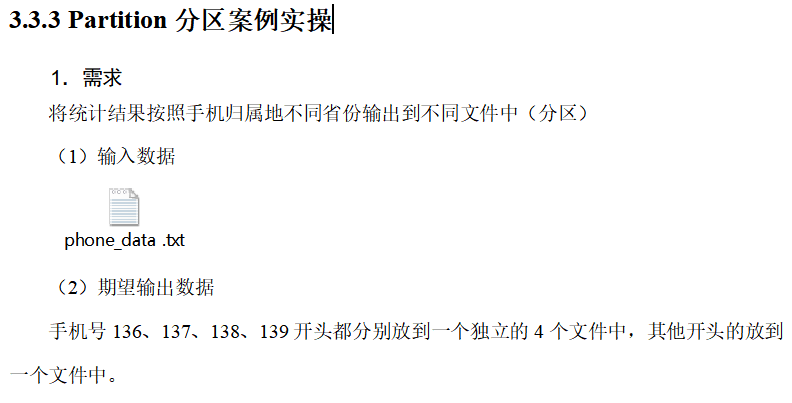 3.3.3 Partition 分区案例实操
1．需求
将统计结果按照手机归属地不同省份输出到不同文件中（分区）
（1）输入数据
phone_data .txt
（2）期望输出数据
手机号 136、137、138、139 开头都分别放到一个独立的 4 个文件中，其他开头的放到
一个文件中。